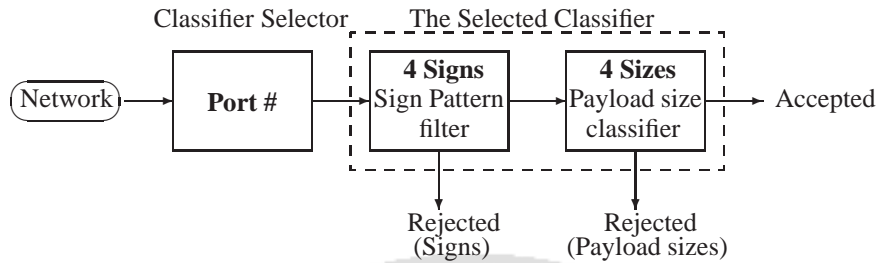 Classifier Selector
The Selected Classifier
Network
Port #
4 Signs
Sign Pattern
filter
4 Sizes
Payload size
classifier
Accepted
Rejected
(Signs)
Rejected
(Payload sizes)